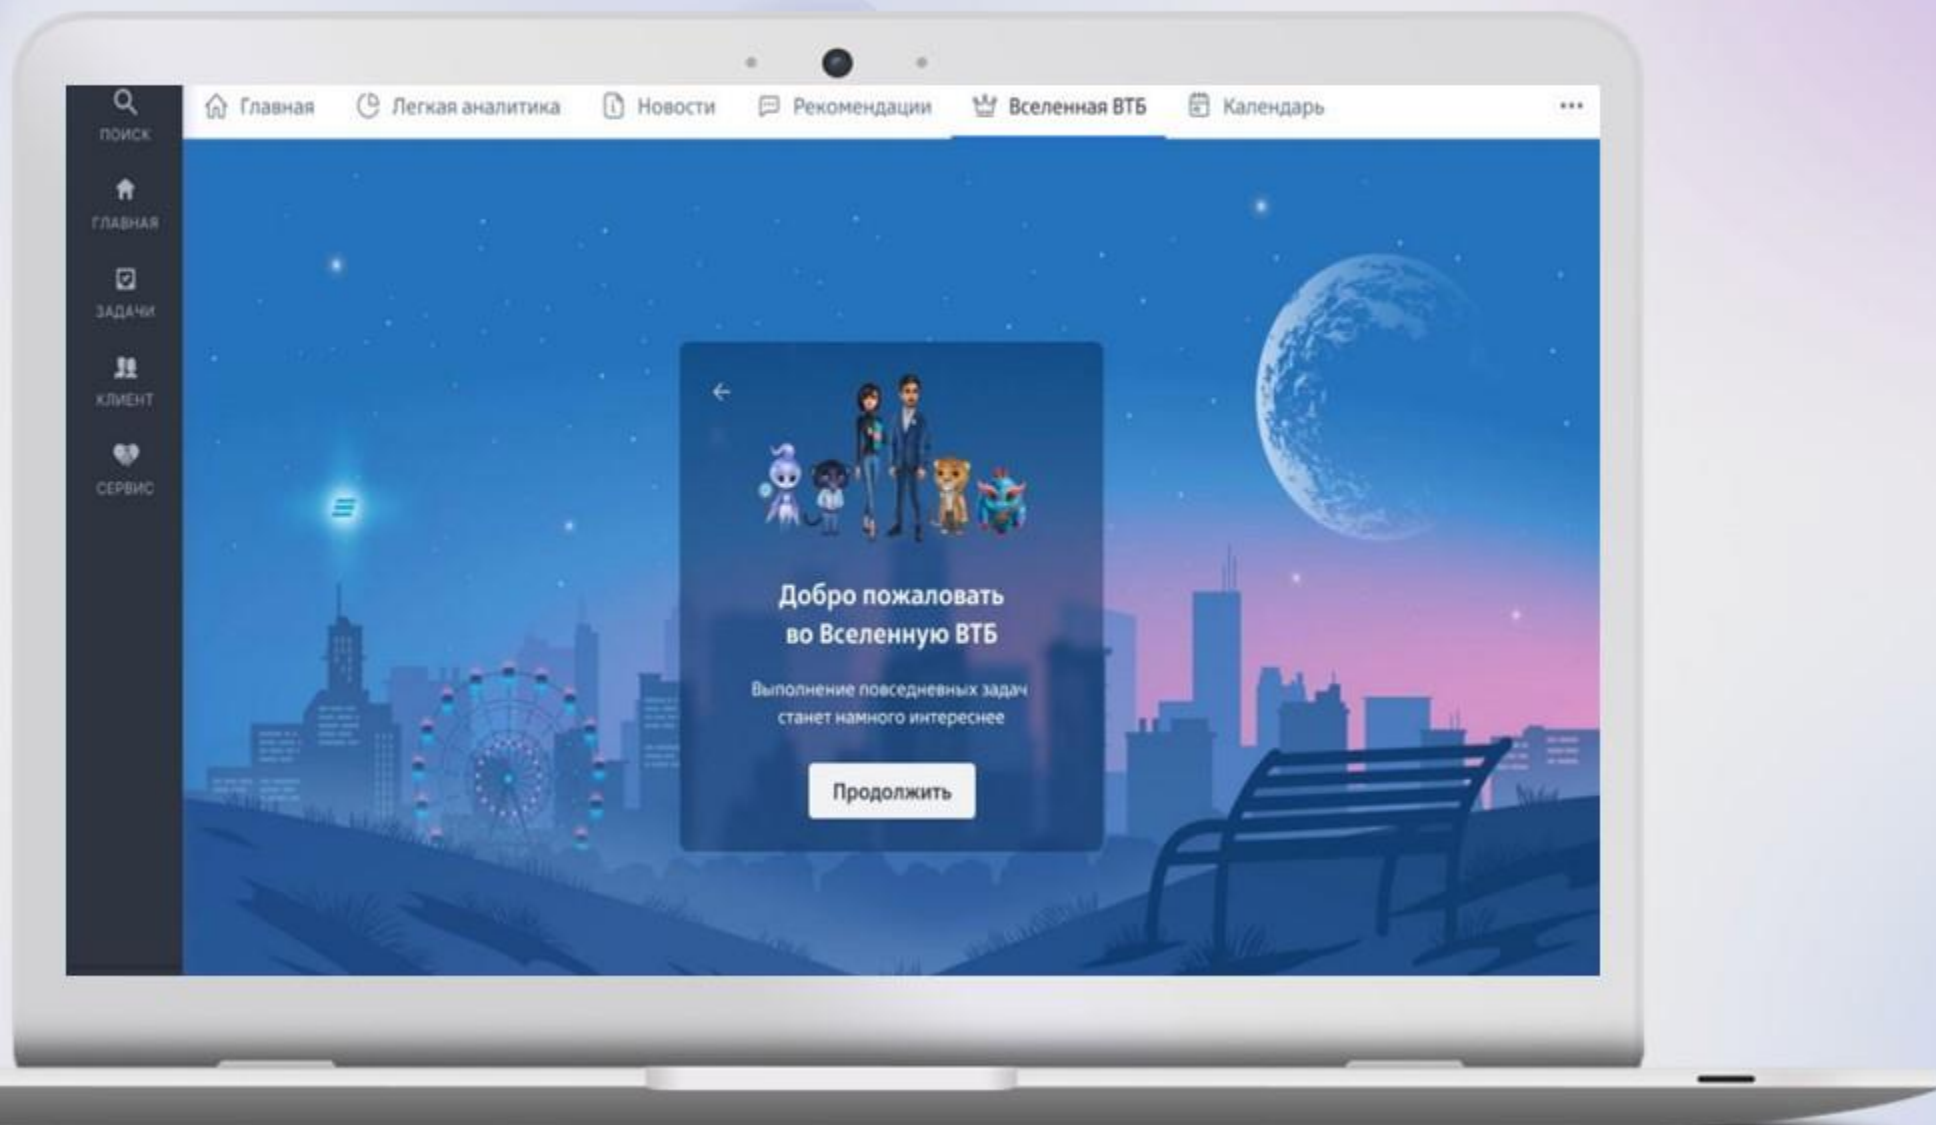 ПОИСК
ГЛАВНАЯ
ЗАДАЧИ
КЛИЕНТ
СЕРВИС
Главная
Легкая аналитика
Новости
Рекомендации
Вселенная ВТБ
Календарь
Добро пожаловать
во Вселенную ВТБ
Выполнение повседневных задач
станет намного интереснее
Продолжить